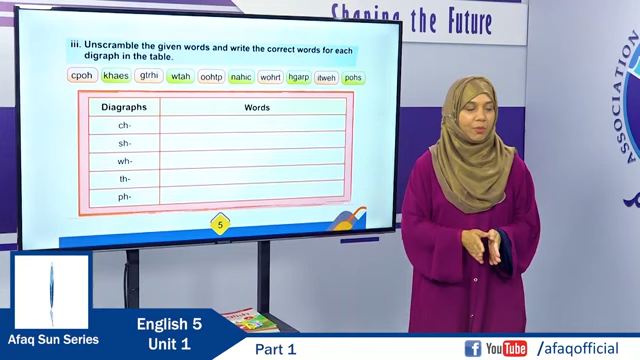 Shaping the Future
ASSOCIATION
iii. Unscramble the given words and write the correct words for each
digraph in the table.
cpoh khaes gtrhi wtah oohtp nahic wohrt hgarp itweh pohs
Diagraphs Words
ch-
sh-
wh-
th-
ph-
5
Afaq Sun Series
English 5
Unit 1
Part 1
YouTube /afaqofficial